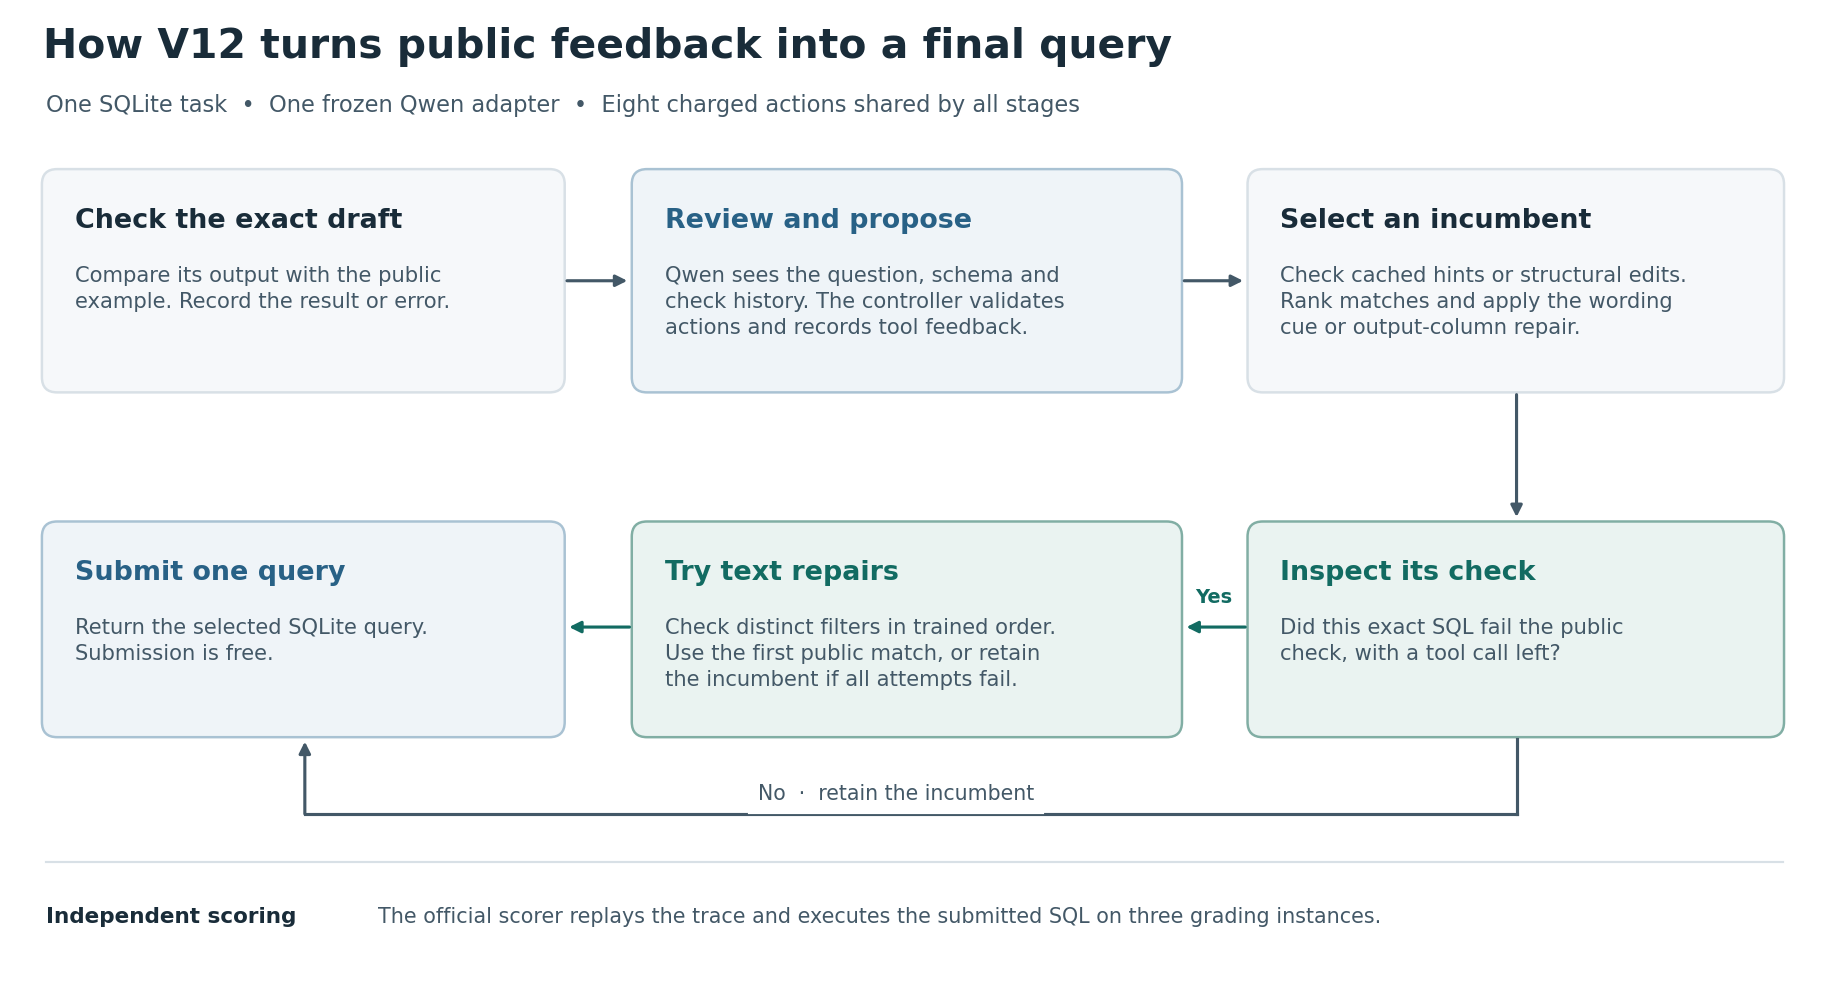 How V12 turns public feedback into a final query
One SQLite task • One frozen Qwen adapter • Eight charged actions shared by all stages
Check the exact draft
Compare its output with the public
example. Record the result or error.
Review and propose
Qwen sees the question, schema and
check history. The controller validates
actions and records tool feedback.
Select an incumbent
Check cached hints or structural edits.
Rank matches and apply the wording
cue or output-column repair.
Submit one query
Return the selected SQLite query.
Submission is free.
Try text repairs
Check distinct filters in trained order.
Use the first public match, or retain
the incumbent if all attempts fail.
Yes
Inspect its check
Did this exact SQL fail the public
check, with a tool call left?
No · retain the incumbent
Independent scoring
The official scorer replays the trace and executes the submitted SQL on three grading instances.